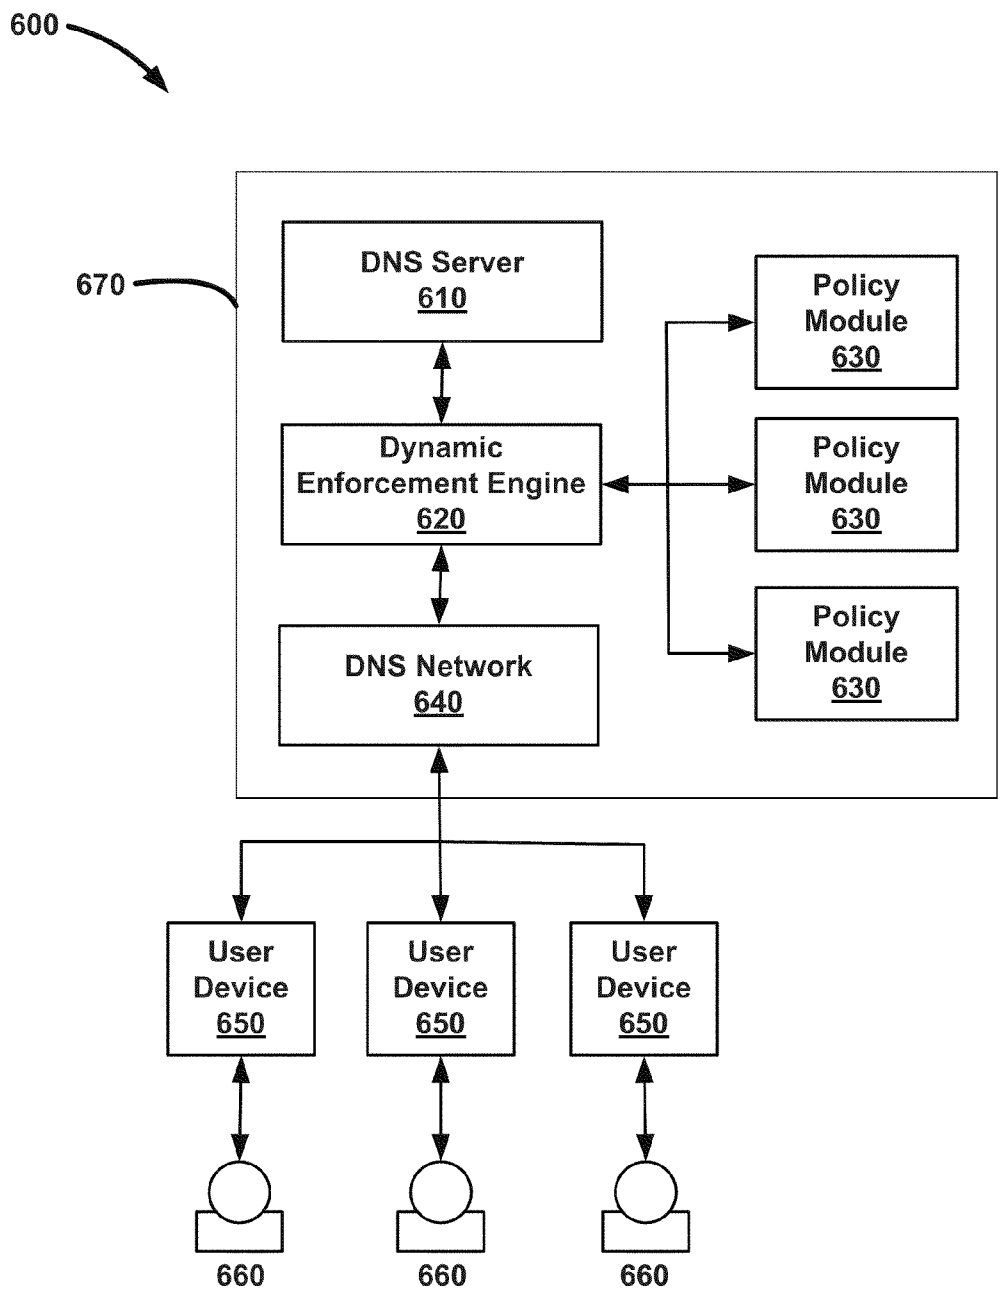 600
670
DNS Server
610
Policy
Module
630
Dynamic
Enforcement Engine
620
Policy
Module
630
DNS Network
640
Policy
Module
630
User
Device
650
User
Device
650
User
Device
650
660
660
660